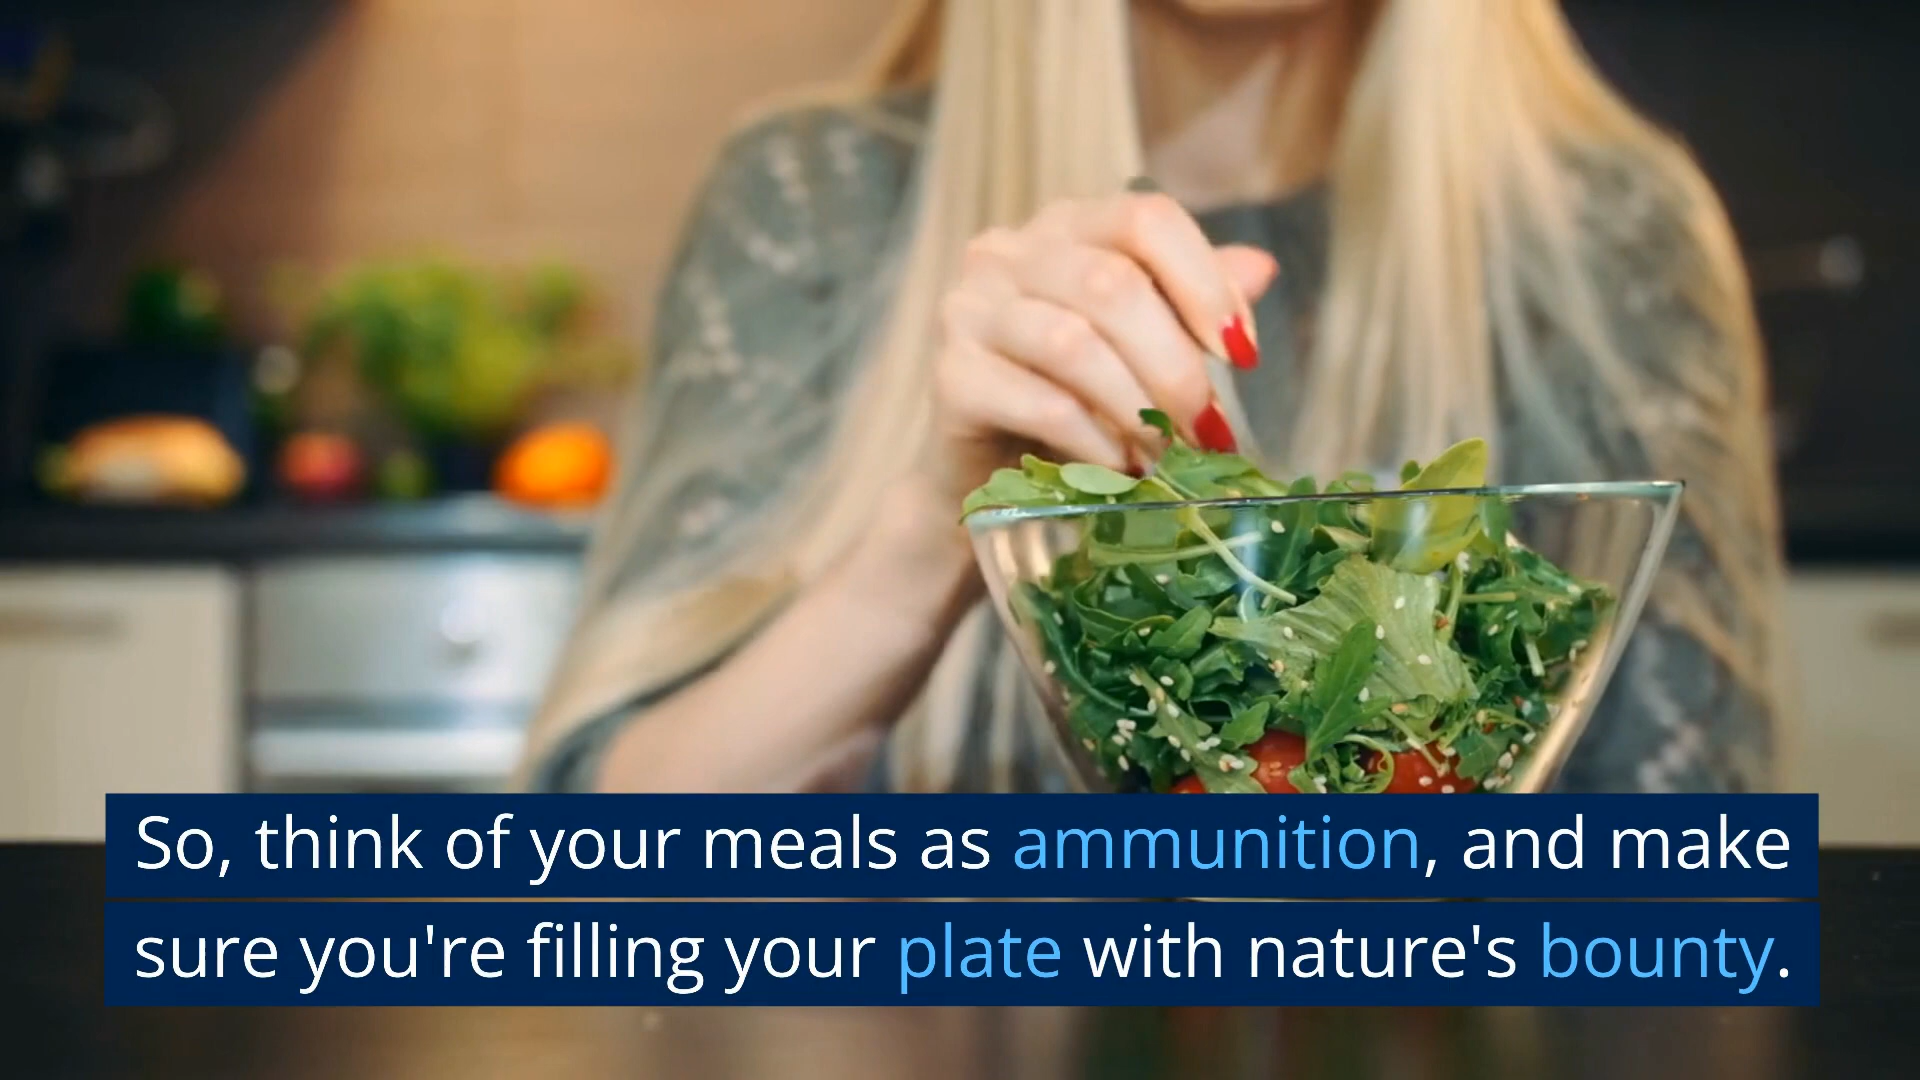 So, think of your meals as ammunition, and make
sure you're filling your plate with nature's bounty.